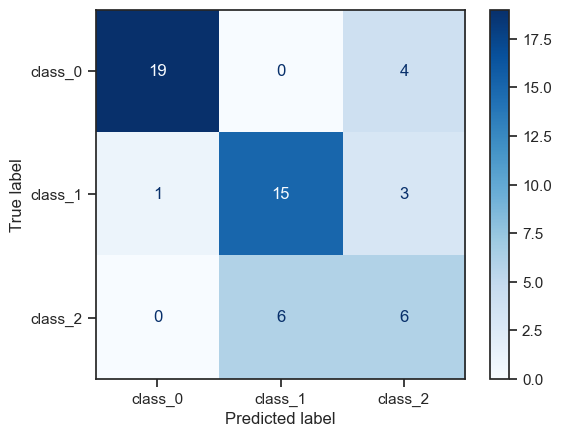 class_0 19 0 4
class_1 1 15 3
class_2 0 6 6
class_0 class_1 class_2
Predicted label
True label
17.5
15.0
12.5
10.0
7.5
5.0
2.5
0.0